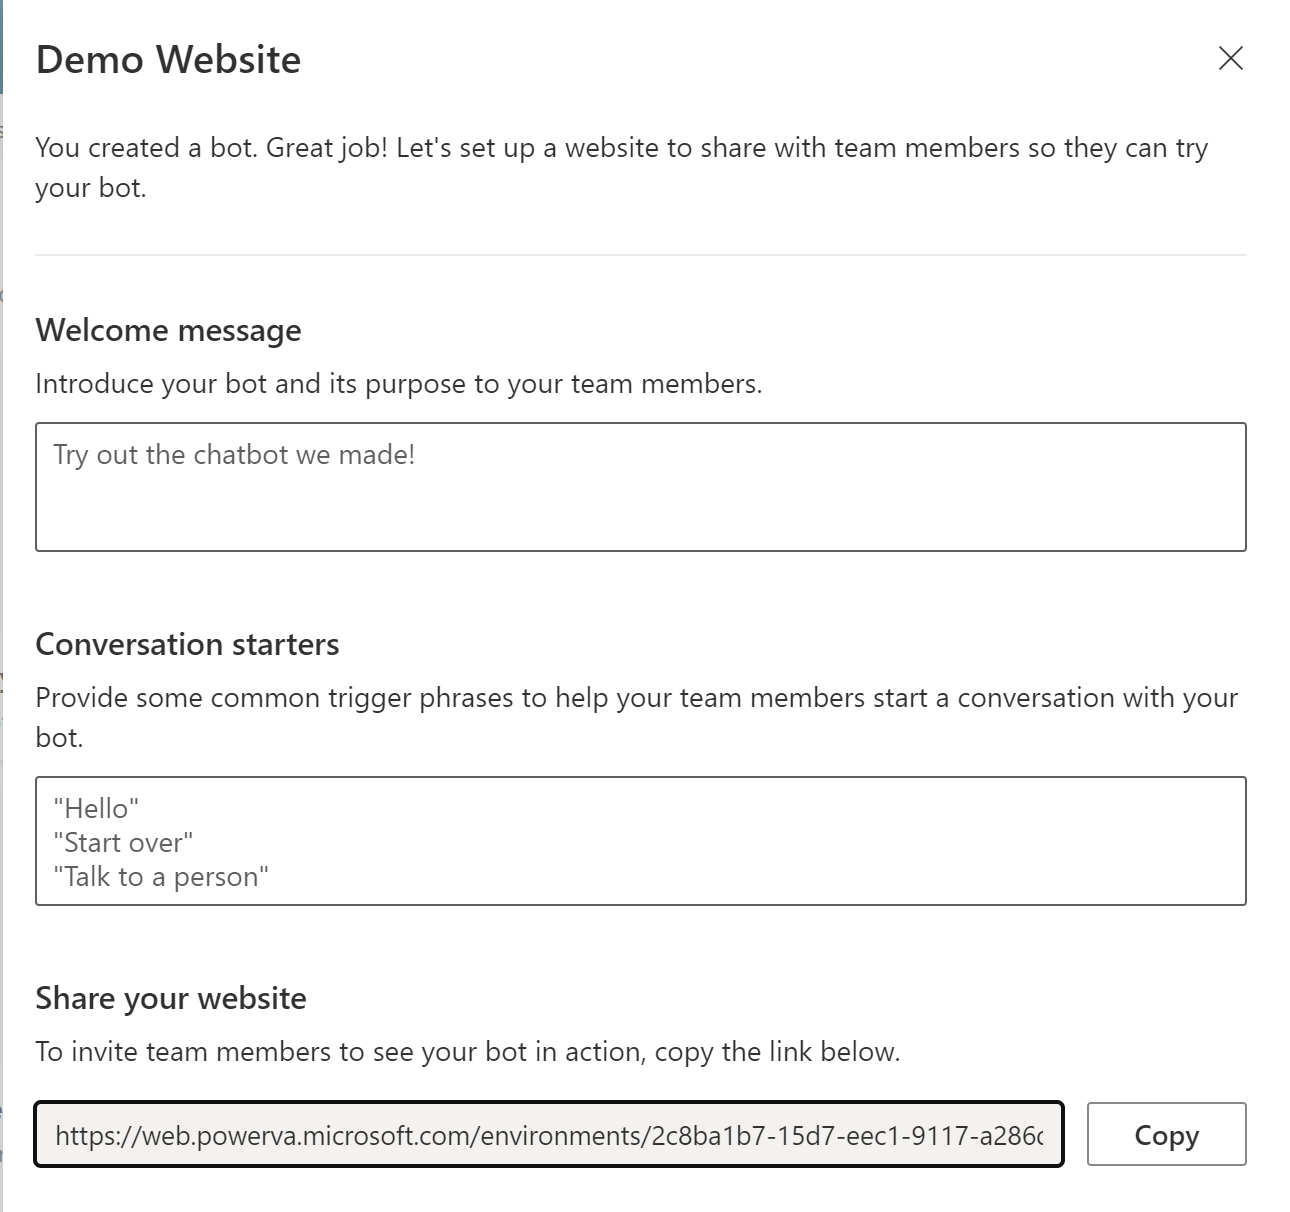 Demo Website
You created a bot. Great job! Let's set up a website to share with team members so they can try
your bot.
Welcome message
Introduce your bot and its purpose to your team members.
Try out the chatbot we made!
Conversation starters
Provide some common trigger phrases to help your team members start a conversation with your
bot.
"Hello"
"Start over"
"Talk to a person"
Share your website
To invite team members to see your bot in action, copy the link below.
https://web.powerva.microsoft.com/environments/2c8ba1b7-15d7-eec1-9117-a286
Copy